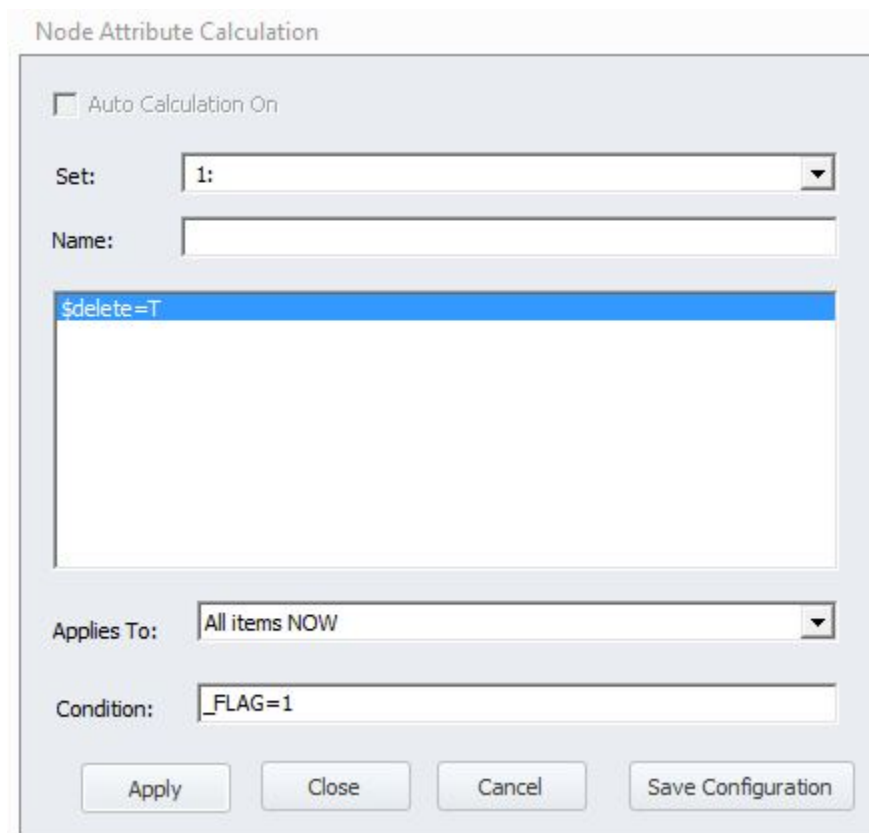 Node Attribute Calculation
Auto Calculation On
Set: 1:
Name:
$delete=T
Applies To: All items NOW
Condition: _FLAG=1
Apply Close Cancel Save Configuration